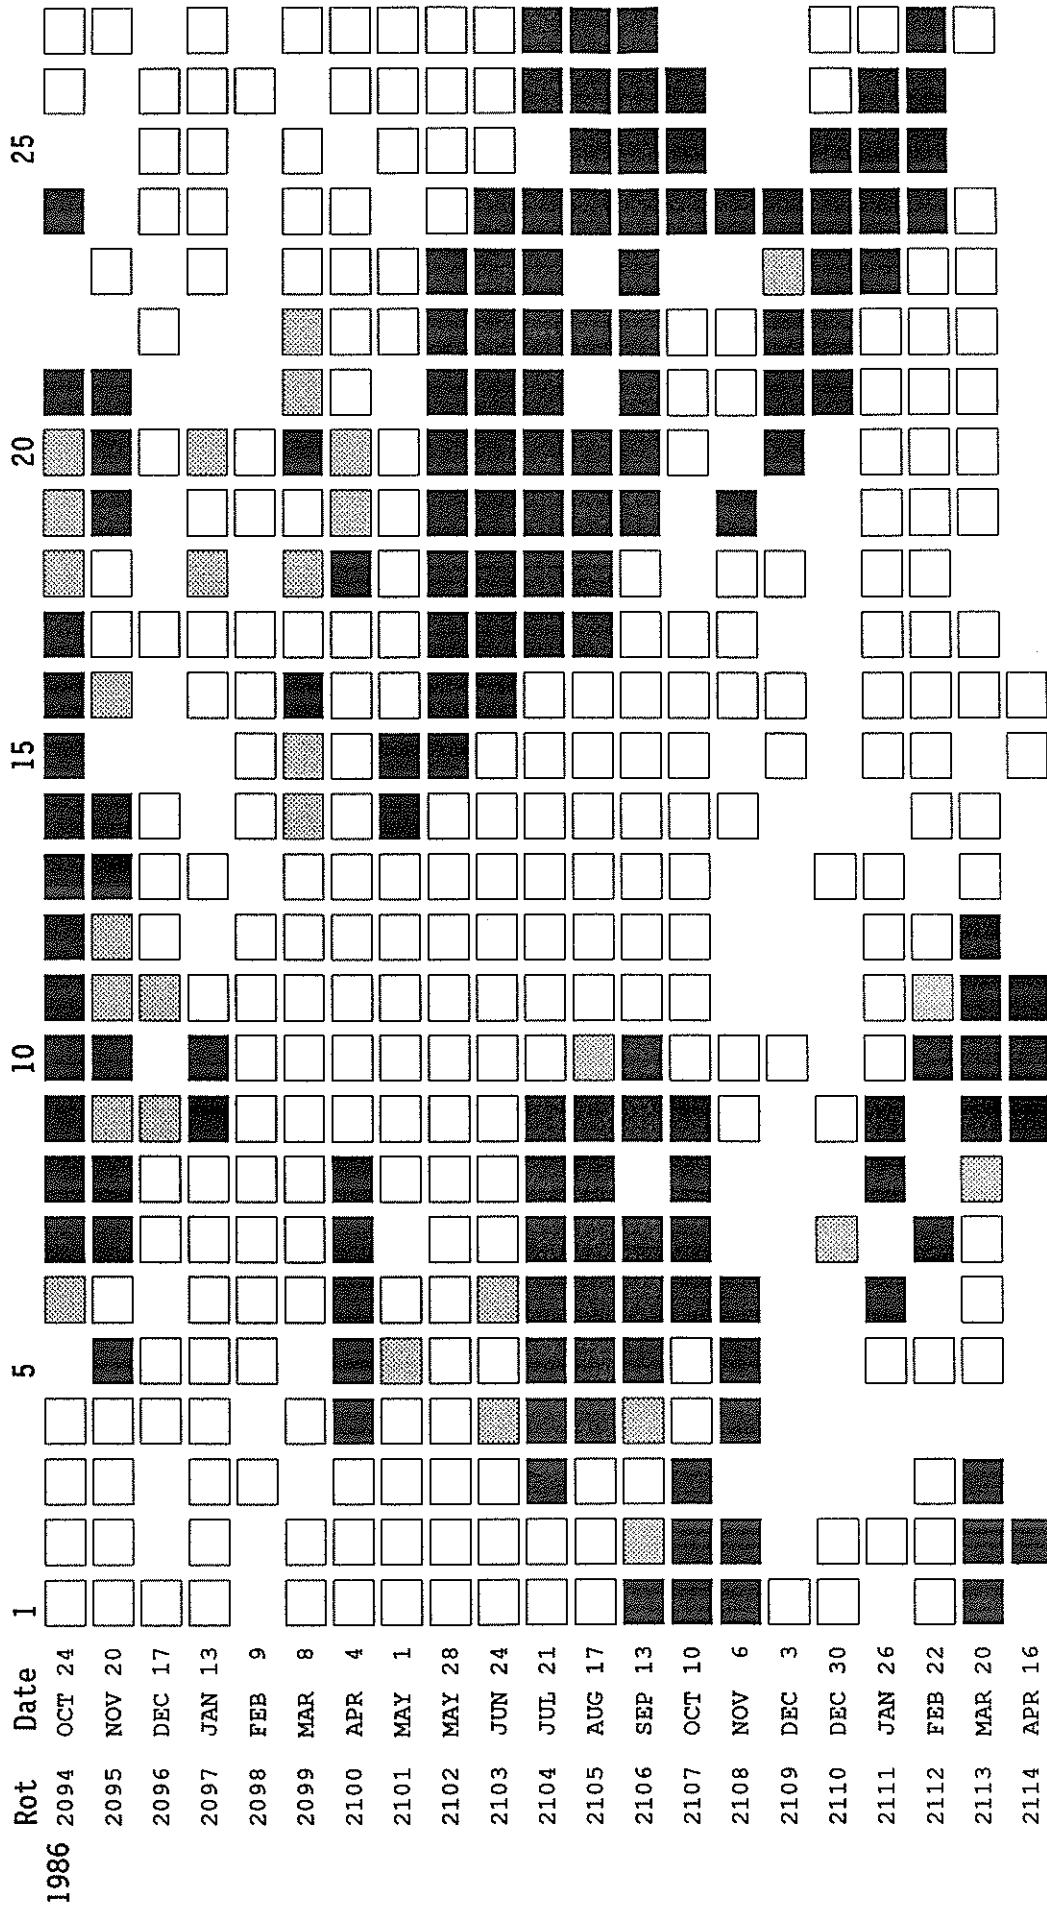 Rot Date 1 5 10 15 20 25
1986
2094 OCT 24
2095 NOV 20
2096 DEC 17
2097 JAN 13
2098 FEB 9
2099 MAR 8
2100 APR 4
2101 MAY 1
2102 MAY 28
2103 JUN 24
2104 JUL 21
2105 AUG 17
2106 SEP 13
2107 OCT 10
2108 NOV 6
2109 DEC 3
2110 DEC 30
2111 JAN 26
2112 FEB 22
2113 MAR 20
2114 APR 16